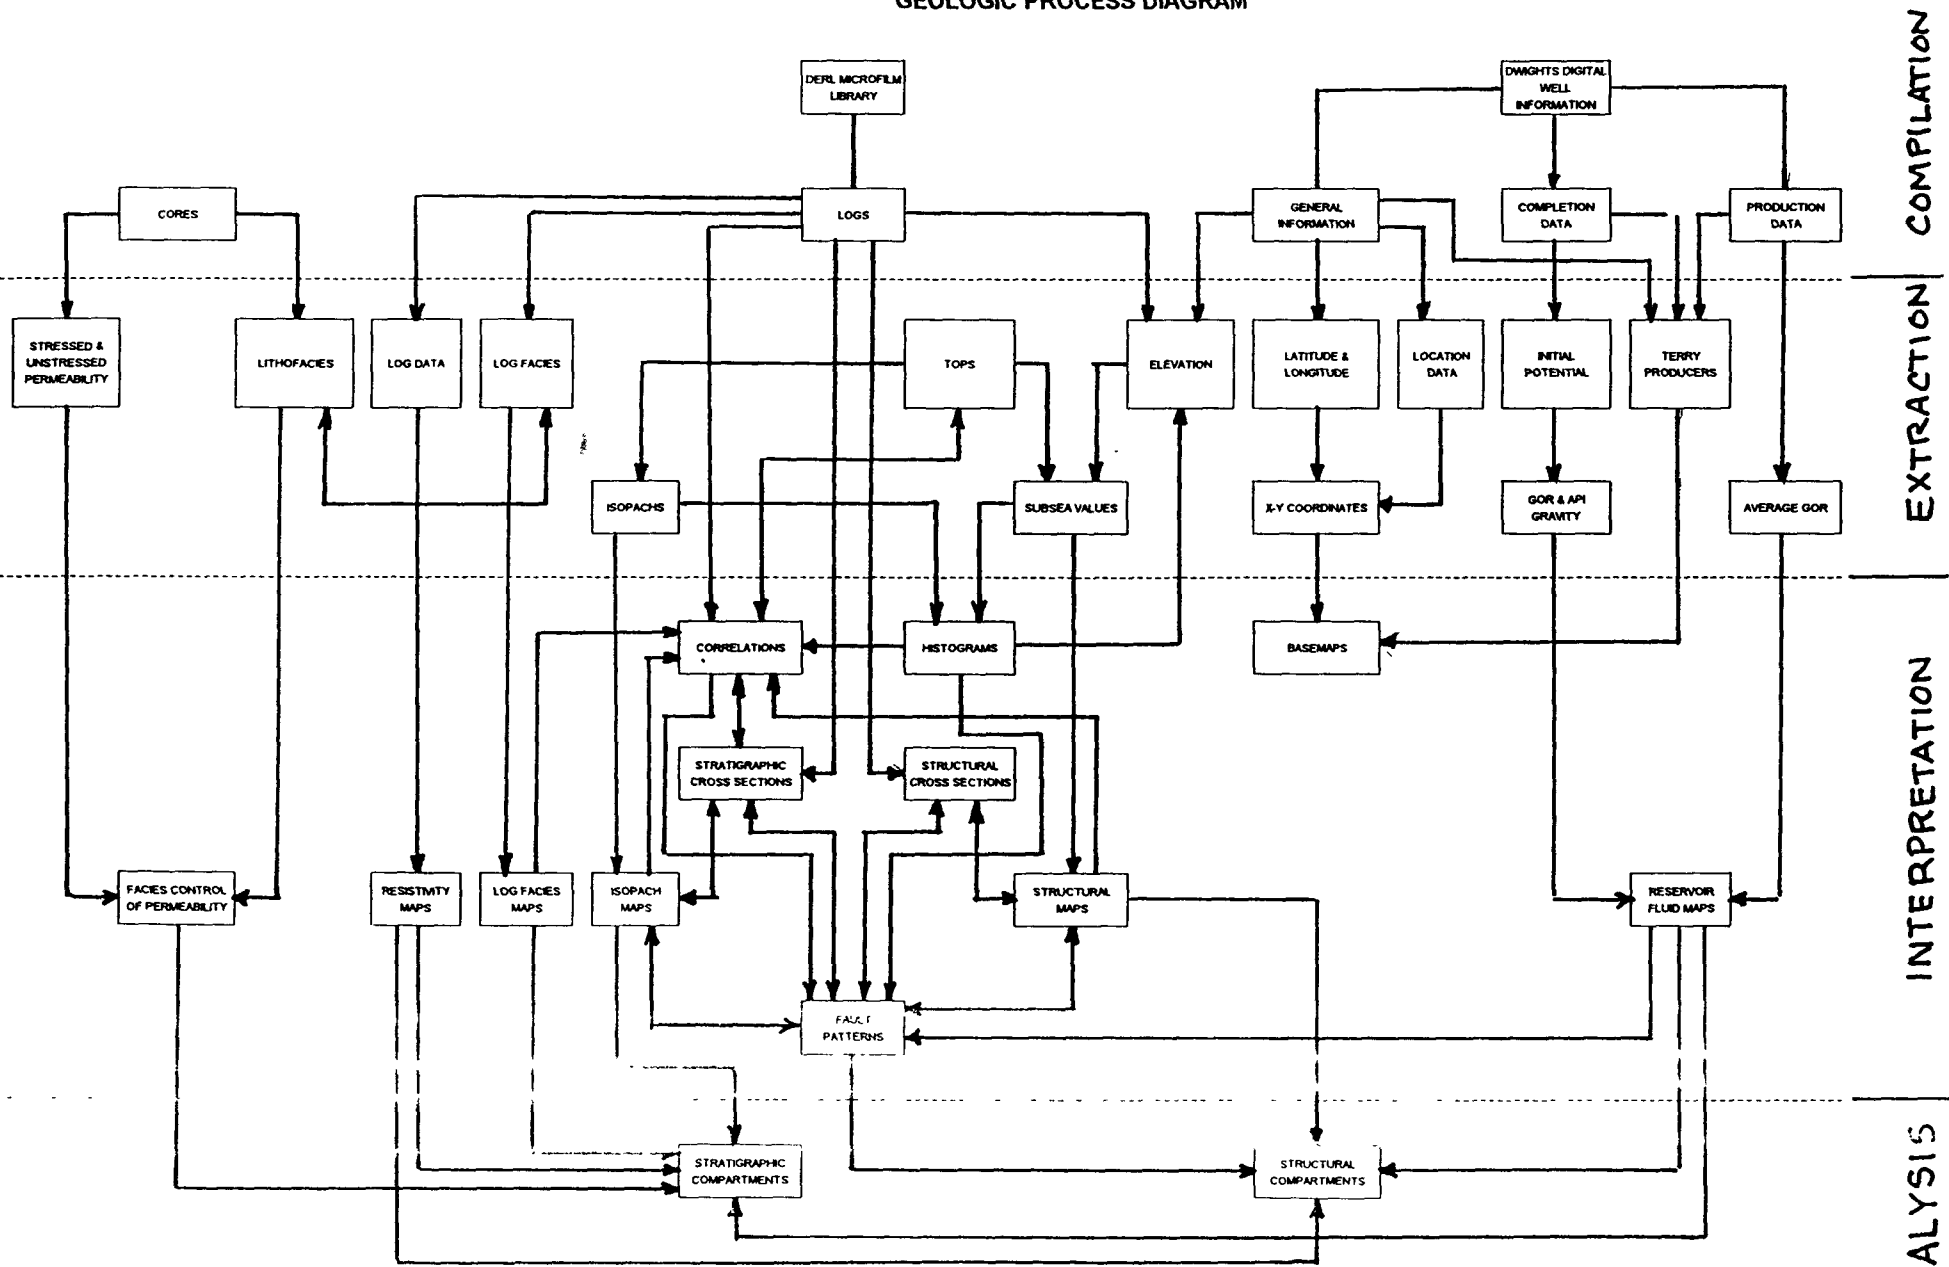 GEOLOGIC PROCESS DIAGRAM
DERL MICROFILM
LIBRARY
DWIGHTS DIGITAL
WELL
INFORMATION
COMPILATION
CORES
LOGS
GENERAL
INFORMATION
COMPLETION
DATA
PRODUCTION
DATA
STRESSED &
UNSTRESSED
PERMEABILITY
LITHOFACIES
LOG DATA
LOG FACIES
TOPS
ELEVATION
LATITUDE &
LONGITUDE
LOCATION
DATA
INITIAL
POTENTIAL
TERRY
PRODUCERS
EXTRACTION
ISOPACHS
SUBSEA VALUES
X-Y COORDINATES
GOR & API
GRAVITY
AVERAGE GOR
CORRELATIONS
HISTOGRAMS
BASEMAPS
STRATIGRAPHIC
CROSS SECTIONS
STRUCTURAL
CROSS SECTIONS
INTERPRETATION
FACIES CONTROL
OF PERMEABILITY
RESISTIVITY
MAPS
LOG FACIES
MAPS
ISOPACH
MAPS
STRUCTURAL
MAPS
RESERVOIR
FLUID MAPS
FAULT
PATTERNS
STRATIGRAPHIC
COMPARTMENTS
STRUCTURAL
COMPARTMENTS
ALYSIS